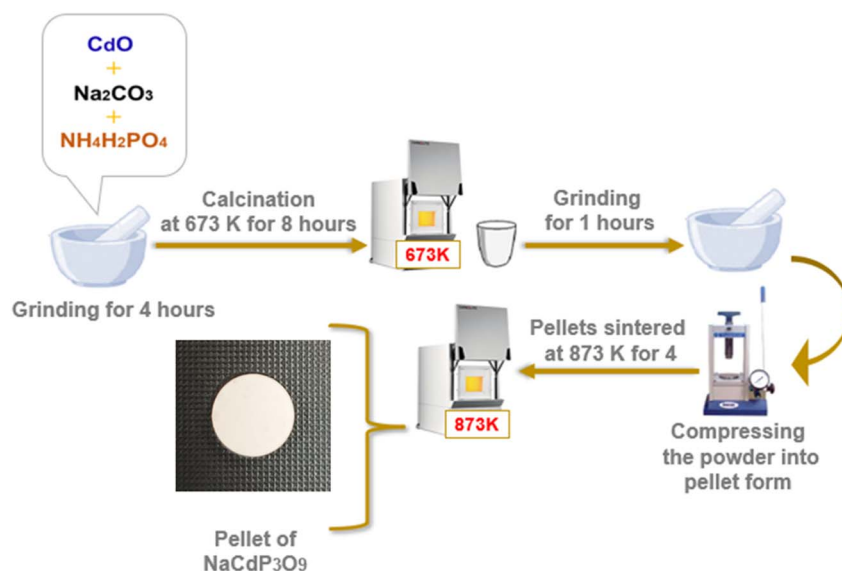 CdO
+
Na₂CO₃
+
NH₄H₂PO₄
Calcination
at 673 K for 8 hours
673K
Grinding
for 1 hours
Grinding for 4 hours
Pellets sintered
at 873 K for 4
873K
Compressing
the powder into
pellet form
Pellet of
NaCdP₃O₉